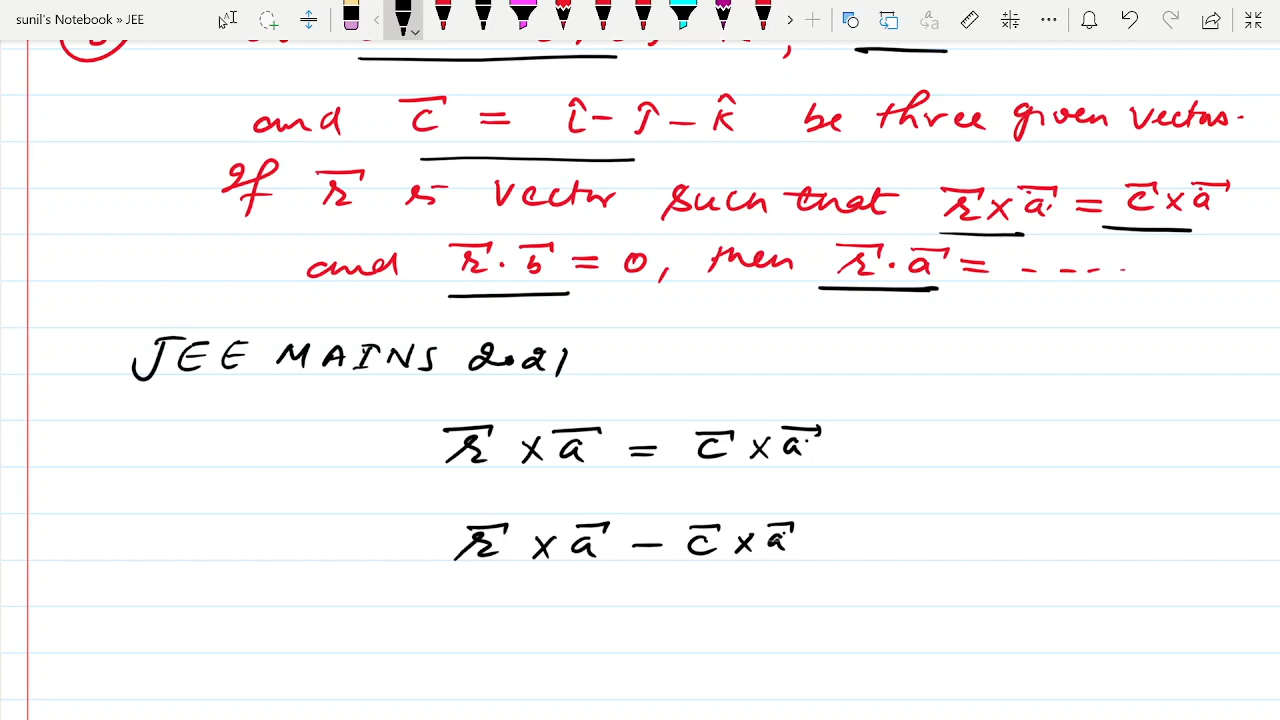 sunil's Notebook » JEE
and c⃗ = î - ĵ - k̂ be three given vectors.
If r⃗ is vector such that r⃗ × a⃗ = c⃗ × a⃗
and r⃗ . b⃗ = 0, then r⃗ . a⃗ = - - - - .
JEE MAINS 2021
r⃗ × a⃗ = c⃗ × a⃗
r⃗ × a⃗ - c⃗ × a⃗